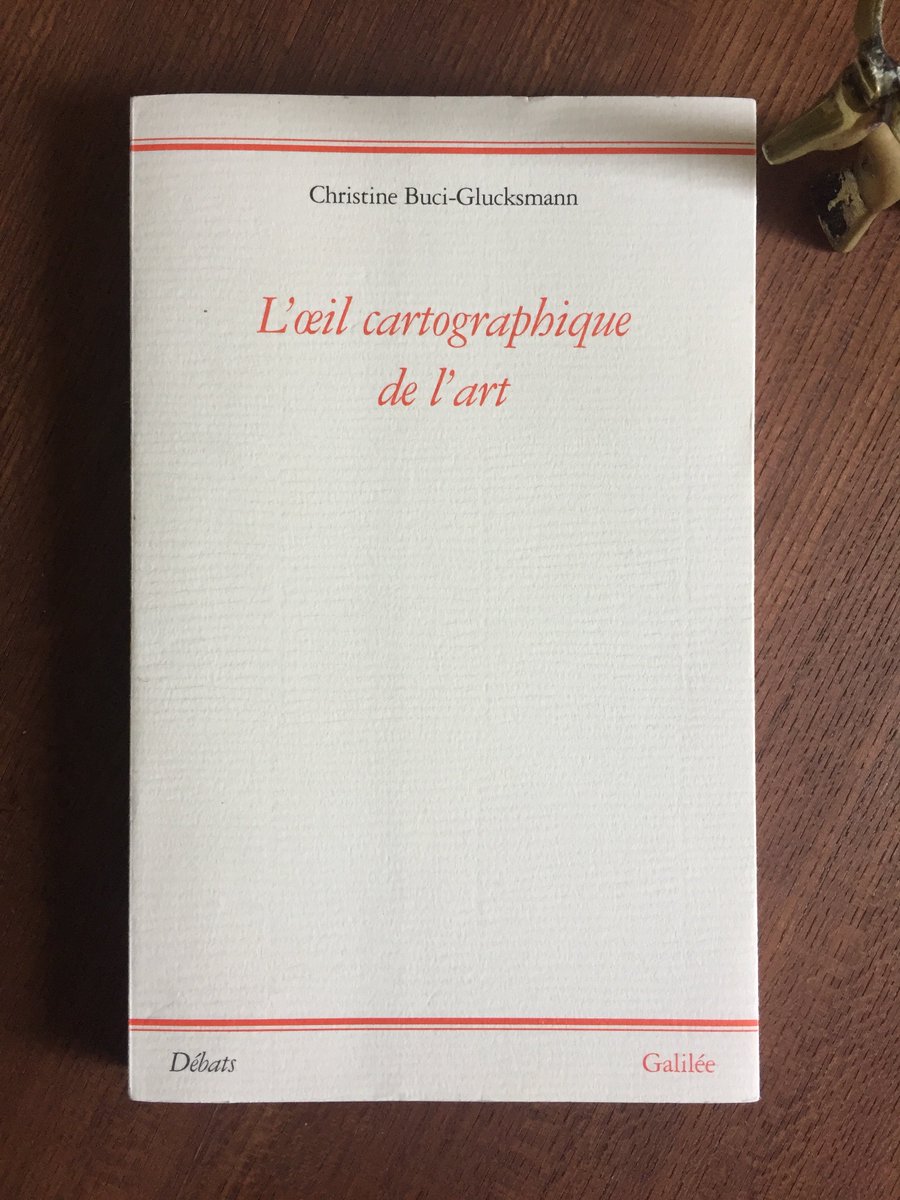 Christine Buci-Glucksmann
L’œil cartographique
de l’art
Débats
Galilée